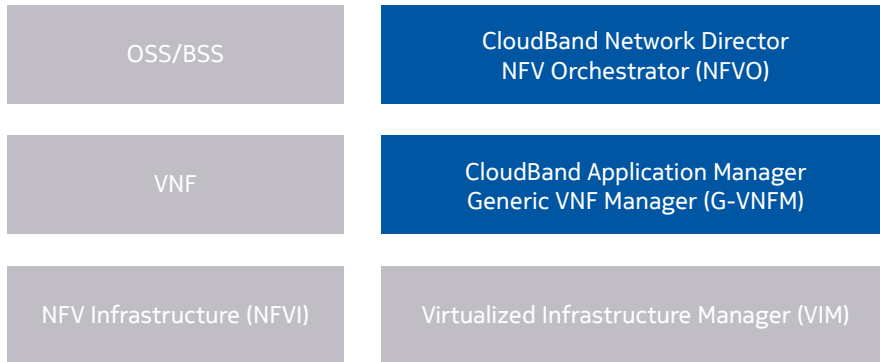 OSS/BSS
CloudBand Network Director
NFV Orchestrator (NFVO)
VNF
CloudBand Application Manager
Generic VNF Manager (G-VNFM)
NFV Infrastructure (NFVI)
Virtualized Infrastructure Manager (VIM)